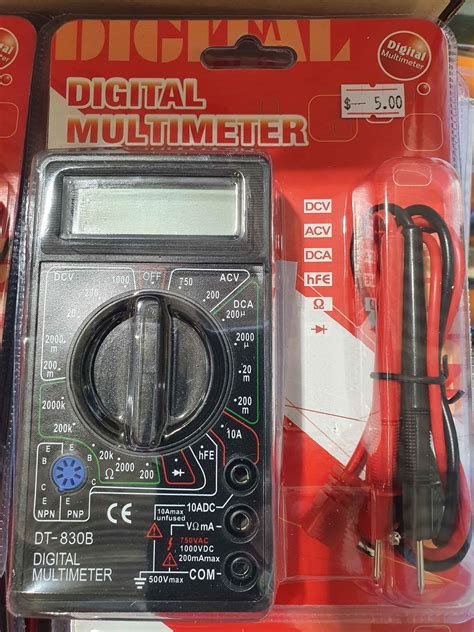 DIGITAL
Digital
Multimeter
DIGITAL
MULTIMETER
$ 5.00
DCV
ACV
DCA
hFE
Ω
DCV
1000
OFF
750
ACV
200
200
DCA
200µ
20
2000
m
2000
µ
200
m
20
m
2000k
200
m
200k
10A
20k
2000
200
Ω
hFE
E
B
C
E
NPN
E
B
C
E
PNP
CE
10Amax
unfused
10ADC
VΩmA
750VAC
1000VDC
200mAmax
500Vmax
COM
DT-830B
DIGITAL
MULTIMETER